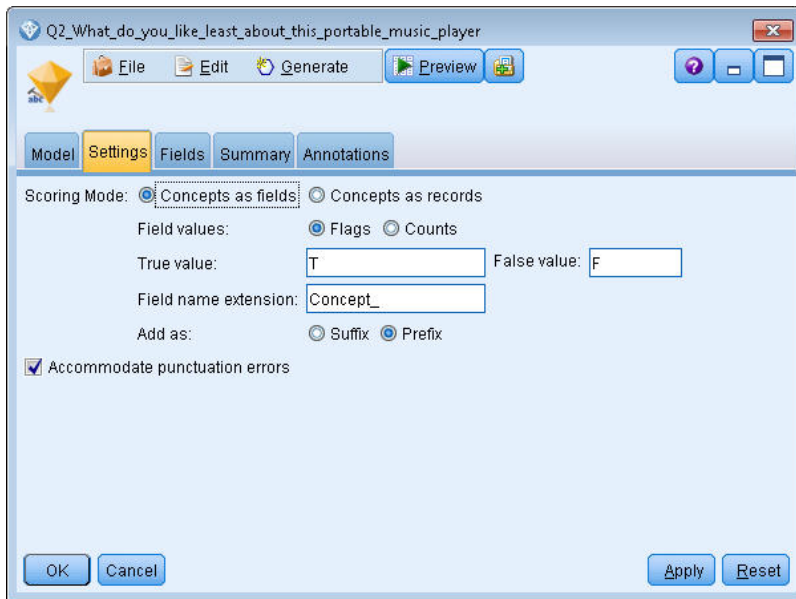 Q2_What_do_you_like_least_about_this_portable_music_player
File Edit Generate Preview
abc
Model Settings Fields Summary Annotations
Scoring Mode: Concepts as fields Concepts as records
Field values: Flags Counts
True value: T False value: F
Field name extension: Concept_
Add as: Suffix Prefix
Accommodate punctuation errors
OK Cancel Apply Reset